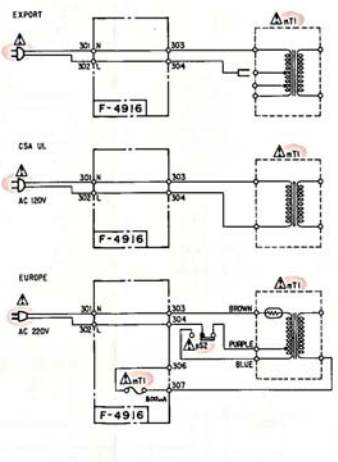 EXPORT
mT1
301 N 303
302 L 304
F-4916
CSA UL
mT1
301 N 303
AC 120V 302 L 304
F-4916
EUROPE
mT1
301 N 303 BROWN
304
AC 220V 302 L
PURPLE
BLUE
306
mT1
307
800mA
F-4916